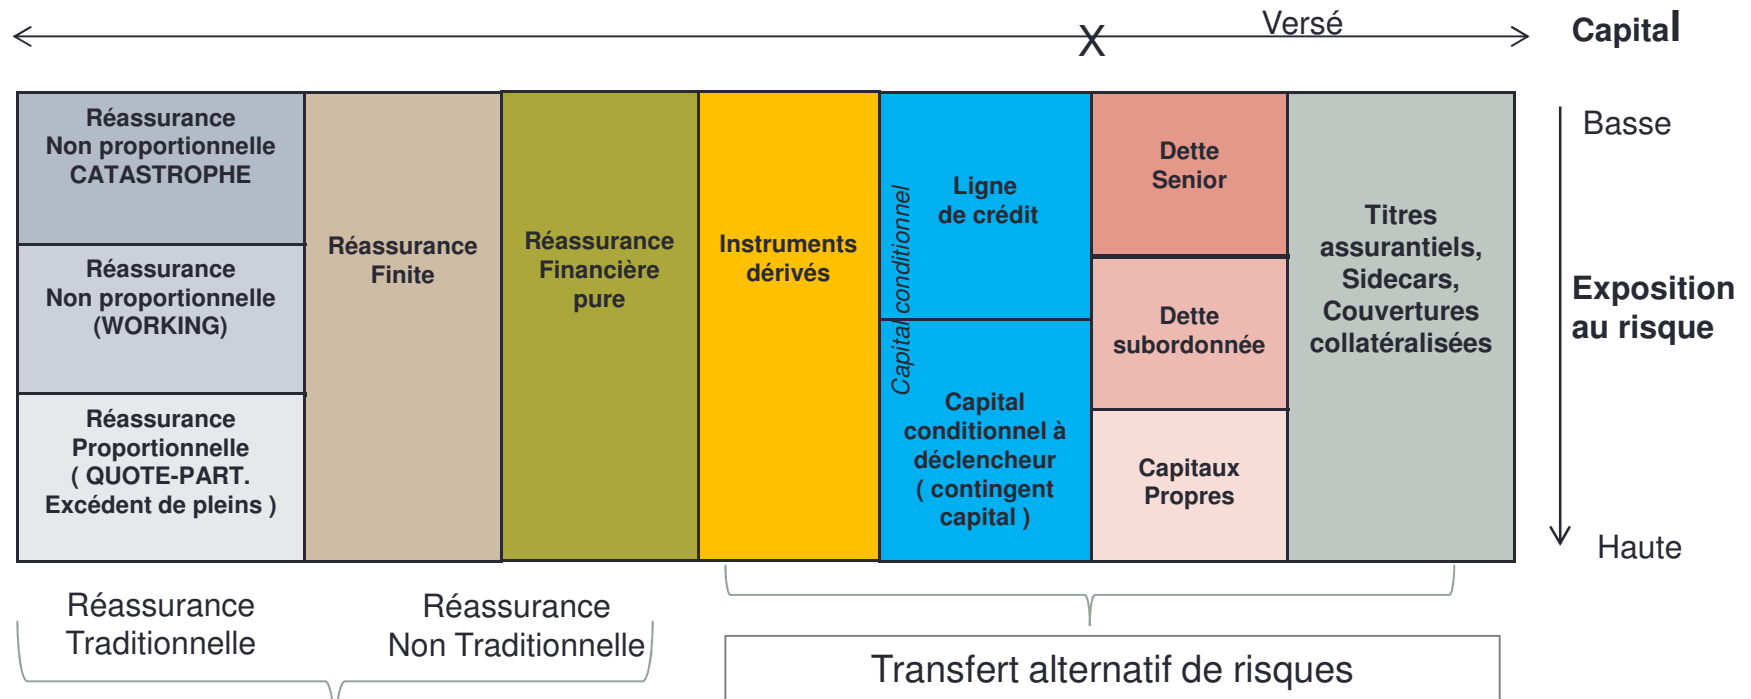 Versé
Capital
X
Réassurance
Non proportionnelle
CATASTROPHE
Réassurance
Non proportionnelle
(WORKING)
Réassurance
Proportionnelle
( QUOTE-PART.
Excédent de pleins )
Réassurance
Finite
Réassurance
Financière
pure
Instruments
dérivés
Capital conditionnel
Ligne
de crédit
Capital
conditionnel à
déclencheur
( contingent
capital )
Dette
Senior
Dette
subordonnée
Capitaux
Propres
Titres
assurantiels,
Sidecars,
Couvertures
collatéralisées
Basse
Exposition
au risque
Haute
Réassurance
Traditionnelle
Réassurance
Non Traditionnelle
Transfert alternatif de risques